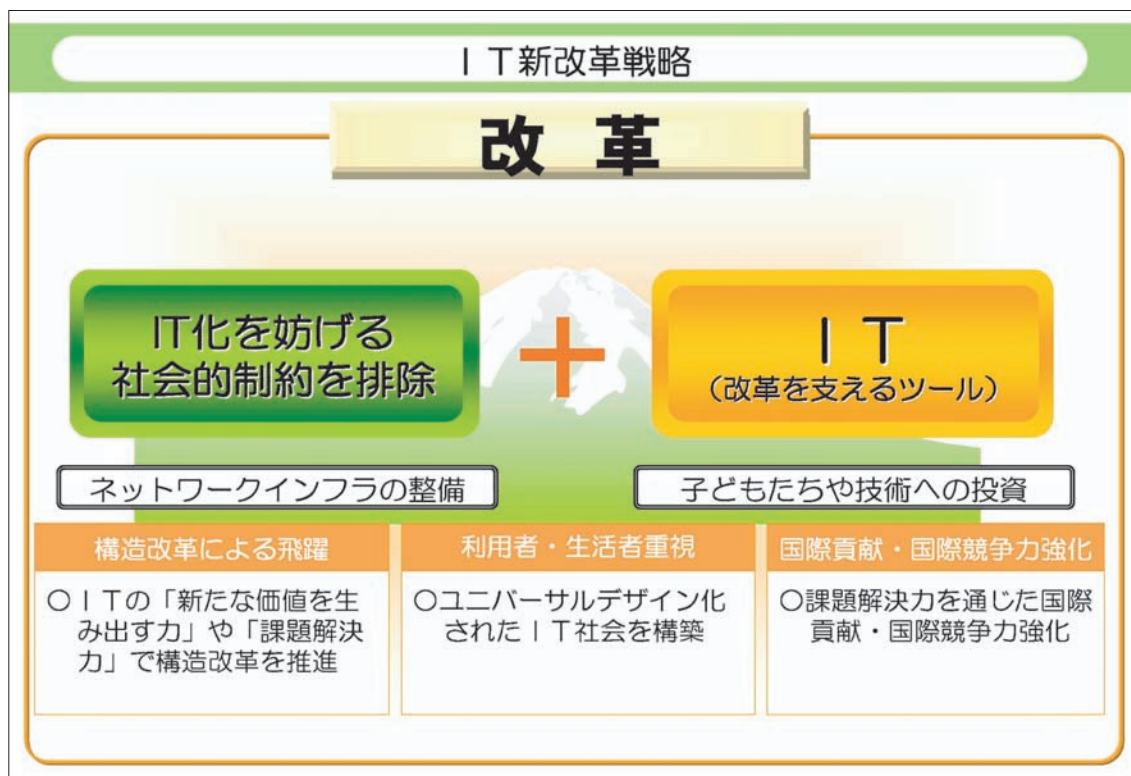 IT新改革戦略
改革
IT化を妨げる
社会的制約を排除
+
IT
(改革を支えるツール)
ネットワークインフラの整備
子どもたちや技術への投資
構造改革による飛躍
○ITの「新たな価値を生
み出す力」や「課題解決
力」で構造改革を推進
利用者・生活者重視
○ユニバーサルデザイン化
されたIT社会を構築
国際貢献・国際競争力強化
○課題解決力を通じた国際
貢献・国際競争力強化